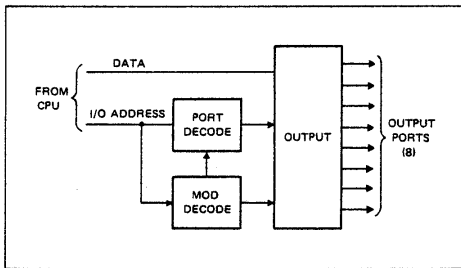 DATA
FROM
CPU
I/O ADDRESS
PORT
DECODE
MOD
DECODE
OUTPUT
OUTPUT
PORTS
(8)